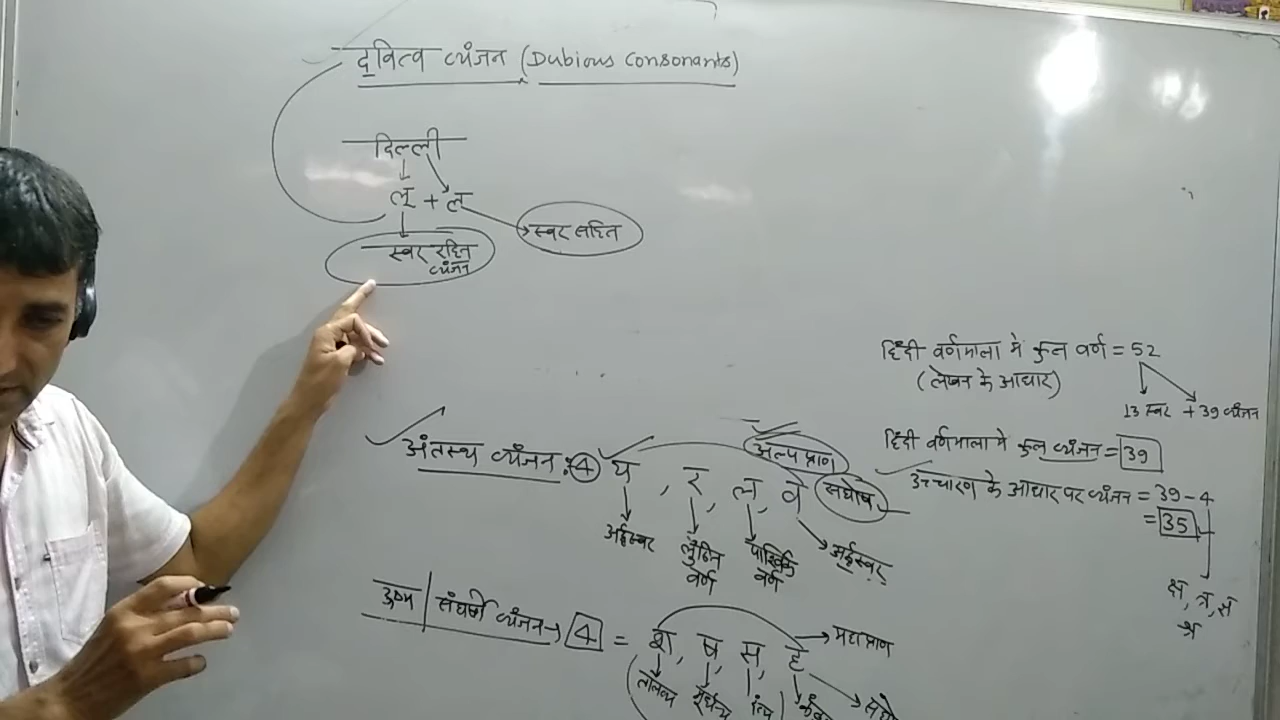 द्वित्व व्यंजन (Dubious Consonants)
दिल्ली
ल् + ल
स्वर सहित
स्वर रहित
व्यंजन
हिंदी वर्णमाला मे कुल वर्ण = 52
(लेखन के आधार)
13 स्वर + 39 व्यंजन
हिंदी वर्णमाला मे कुल व्यंजन = 39
उच्चारण के आधार पर व्यंजन = 39 - 4
= 35
क्ष, त्र, ज्ञ
श्र
अंतस्थ व्यंजन : 4 य, र, ल, व
अल्पप्राण
सघोष
अर्द्धस्वर
लुंठित
वर्ण
पार्श्विक
वर्ण
अर्द्धस्वर
उष्म | संघर्षी व्यंजन → 4 = श, ष, स, ह
महाप्राण
तालव्य मूर्धन्य दंत्य